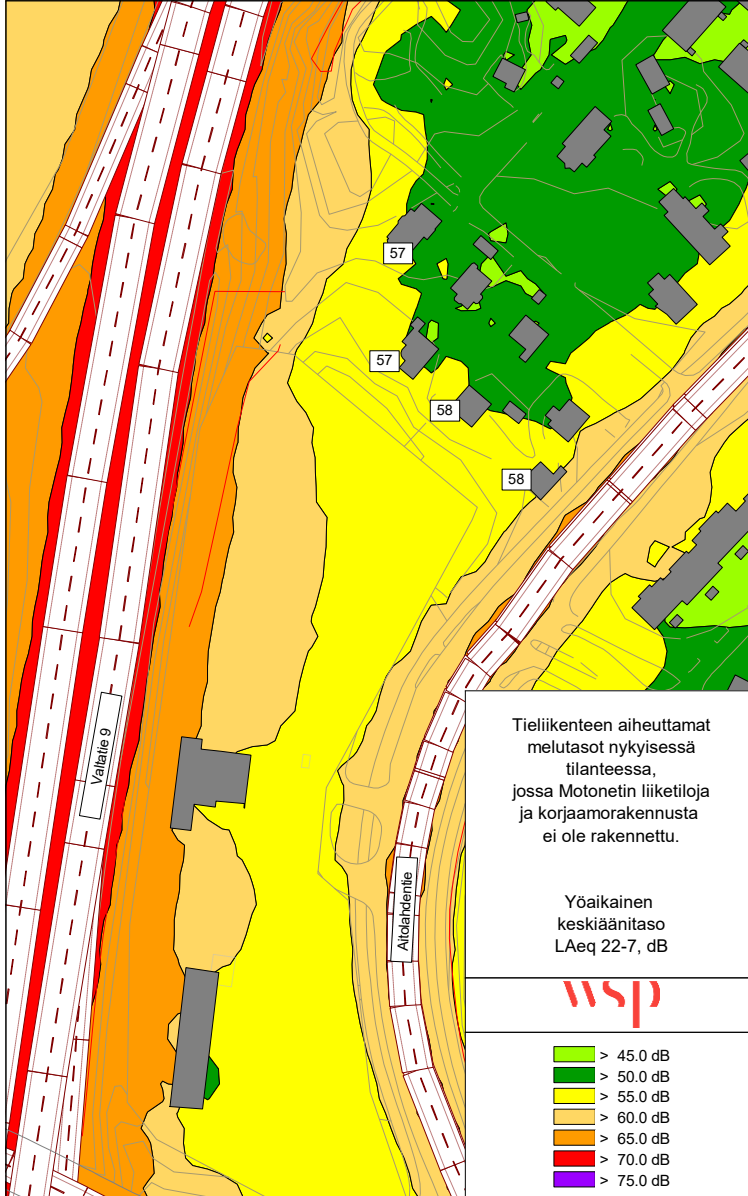 57
57
58
58
Valtatie 9
Aitolahdentie
Tieliikenteen aiheuttamat
melutasot nykyisessä
tilanteessa,
jossa Motonetin liiketiloja
ja korjaamorakennusta
ei ole rakennettu.
Yöaikainen
keskiäänitaso
LAeq 22-7, dB
wsp
> 45.0 dB
> 50.0 dB
> 55.0 dB
> 60.0 dB
> 65.0 dB
> 70.0 dB
> 75.0 dB